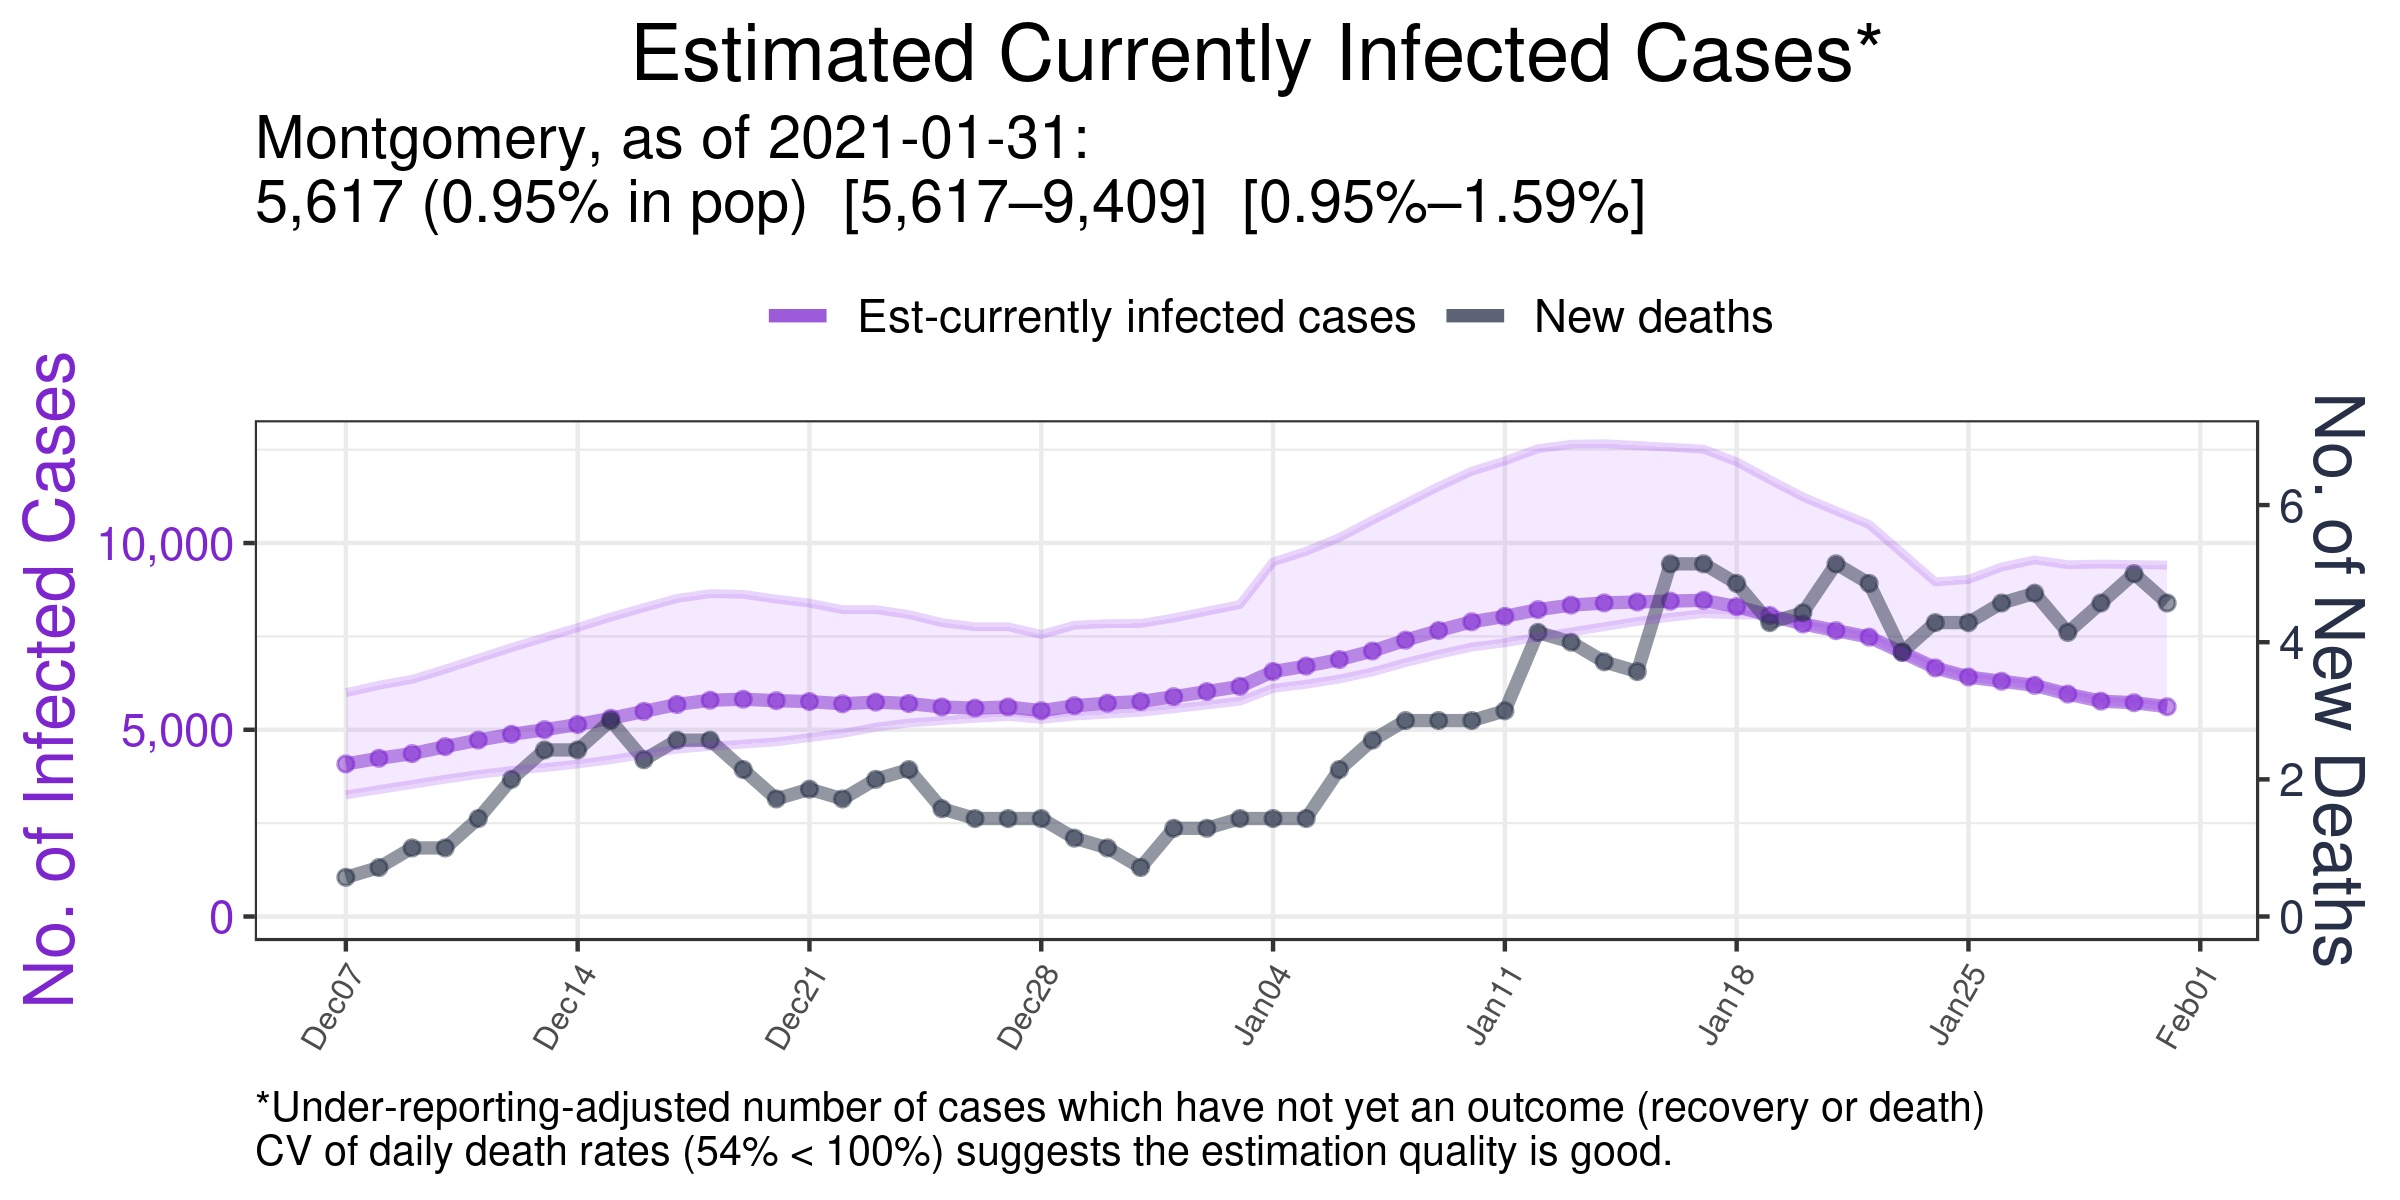 Estimated Currently Infected Cases*
Montgomery, as of 2021-01-31:
5,617 (0.95% in pop)  [5,617–9,409]  [0.95%–1.59%]
Est-currently infected cases
New deaths
No. of Infected Cases
10,000
5,000
0
6
4
2
0
No. of New Deaths
Dec07
Dec14
Dec21
Dec28
Jan04
Jan11
Jan18
Jan25
Feb01
*Under-reporting-adjusted number of cases which have not yet an outcome (recovery or death)
CV of daily death rates (54% < 100%) suggests the estimation quality is good.